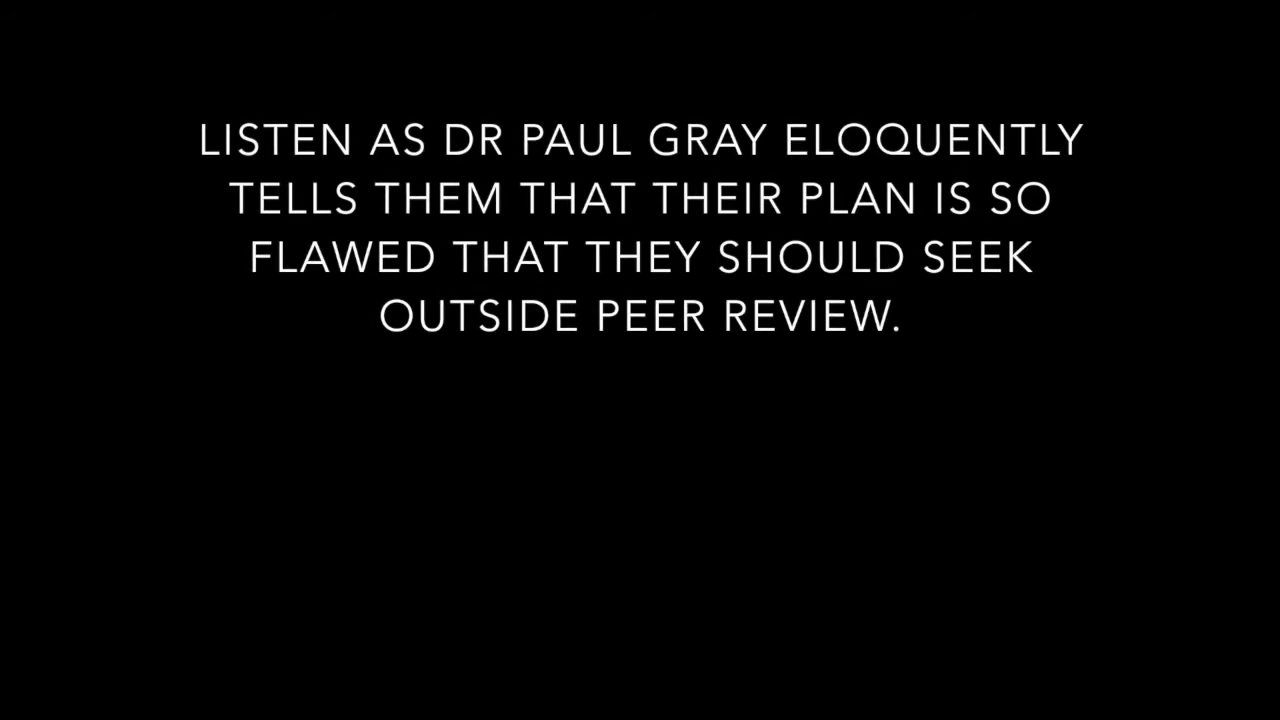 LISTEN AS DR PAUL GRAY ELOQUENTLY
TELLS THEM THAT THEIR PLAN IS SO
FLAWED THAT THEY SHOULD SEEK
OUTSIDE PEER REVIEW.